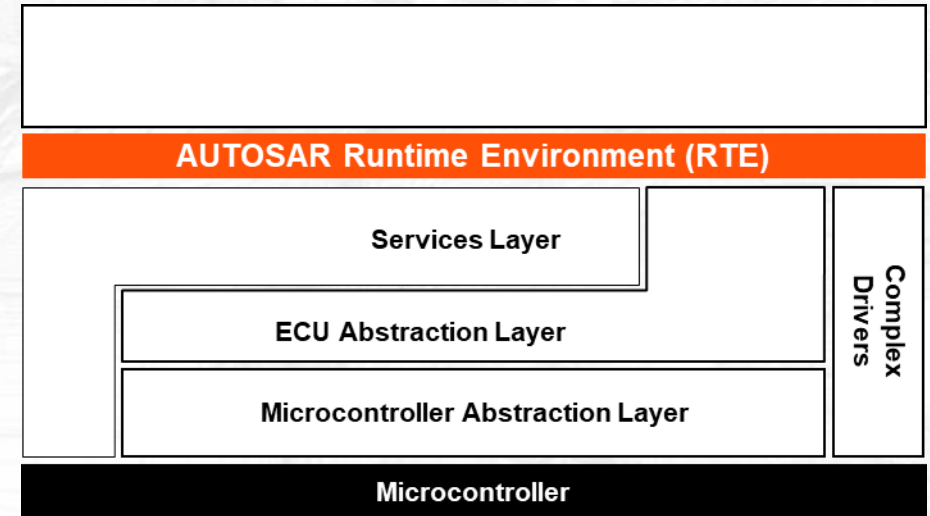 AUTOSAR Runtime Environment (RTE)
Services Layer
ECU Abstraction Layer
Complex
Drivers
Microcontroller Abstraction Layer
Microcontroller